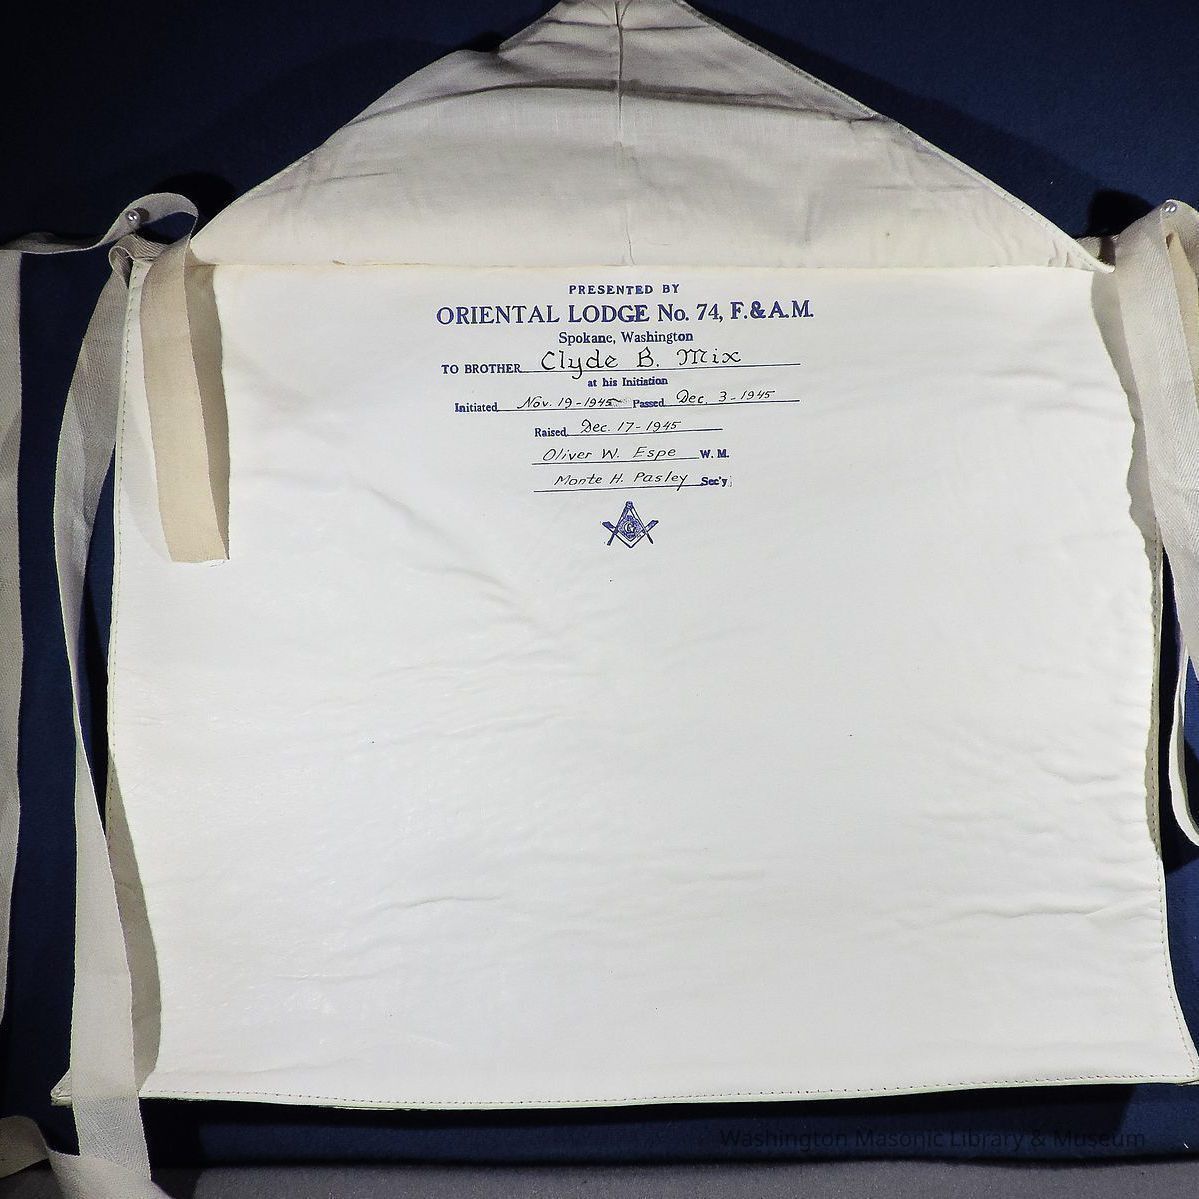 PRESENTED BY
ORIENTAL LODGE No. 74, F. & A.M.
Spokane, Washington
TO BROTHER Clyde B. Mix
at his Initiation
Initiated Nov. 19-1945 Passed Dec. 3-1945
Raised Dec. 17-1945
Oliver W. Espe W. M.
Monte H. Pasley Sec'y
G
Washington Masonic Library & Museum